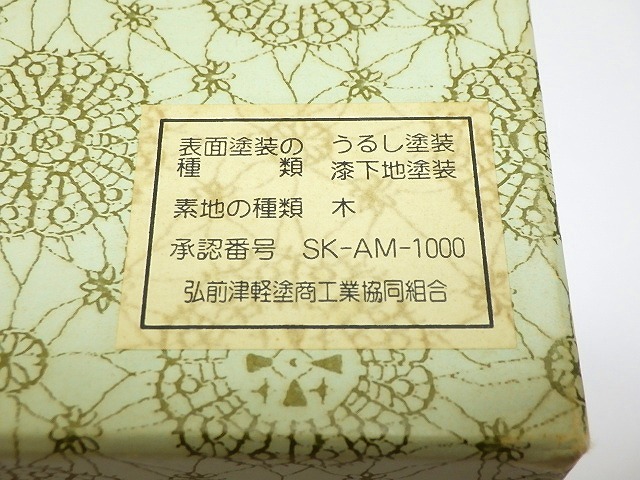 表面塗装の うるし塗装
種類 漆下地塗装
素地の種類 木
承認番号 SK-AM-1000
弘前津軽塗商工業協同組合